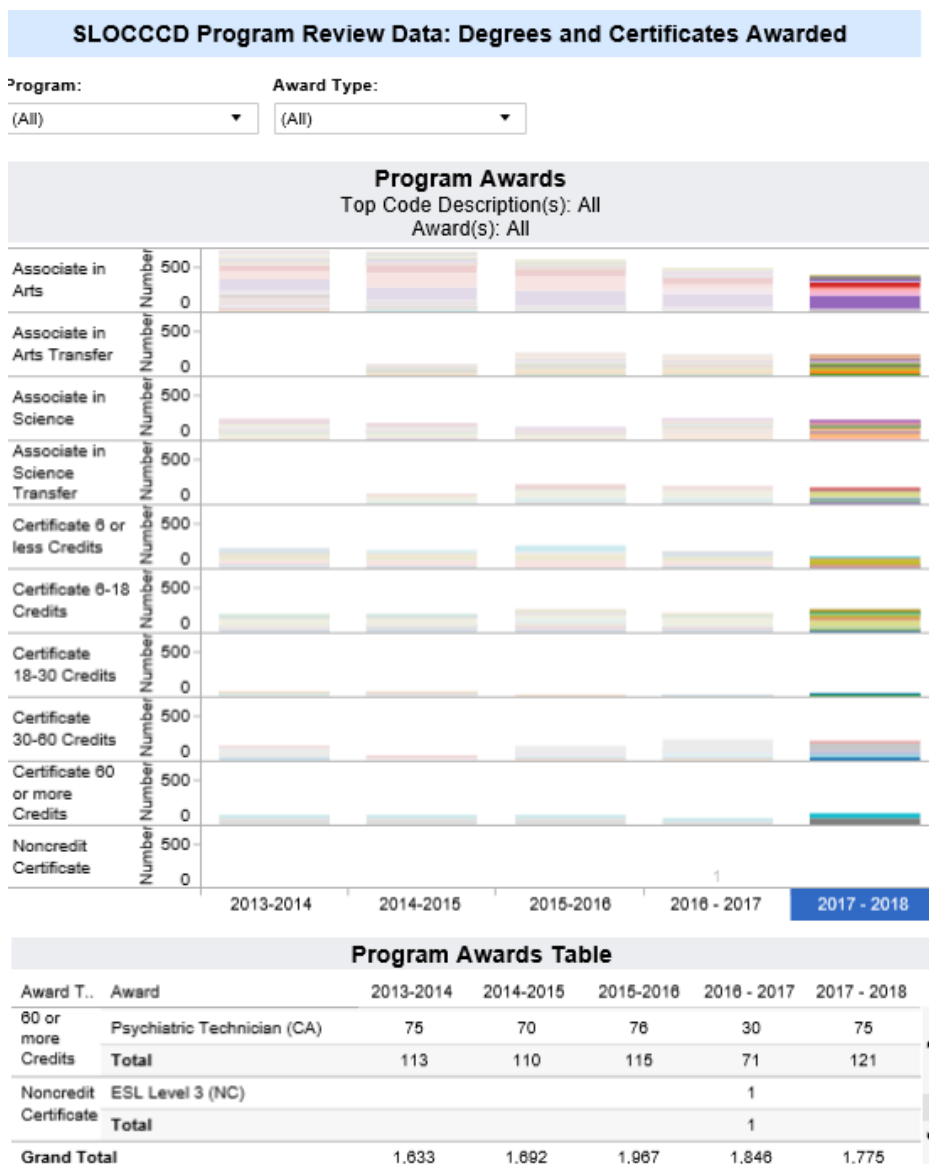 SLOCCCD Program Review Data: Degrees and Certificates Awarded
Program: Award Type:
(All) (All)
Program Awards
Top Code Description(s): All
Award(s): All
Associate in
Arts
Number
500
0
Associate in
Arts Transfer
Number
500
0
Associate in
Science
Number
500
0
Associate in
Science
Transfer
Number
500
0
Certificate 6 or
less Credits
Number
500
0
Certificate 6-18
Credits
Number
500
0
Certificate
18-30 Credits
Number
500
0
Certificate
30-60 Credits
Number
500
0
Certificate 60
or more
Credits
Number
500
0
Noncredit
Certificate
Number
500
0
1
2013-2014 2014-2015 2015-2016 2016 - 2017 2017 - 2018
Program Awards Table
Award T.. Award 2013-2014 2014-2015 2015-2016 2016 - 2017 2017 - 2018
60 or
more
Credits
Psychiatric Technician (CA) 75 70 76 30 75
Total 113 110 115 71 121
Noncredit
Certificate
ESL Level 3 (NC) 1
Total 1
Grand Total 1,633 1,692 1,967 1,846 1,775